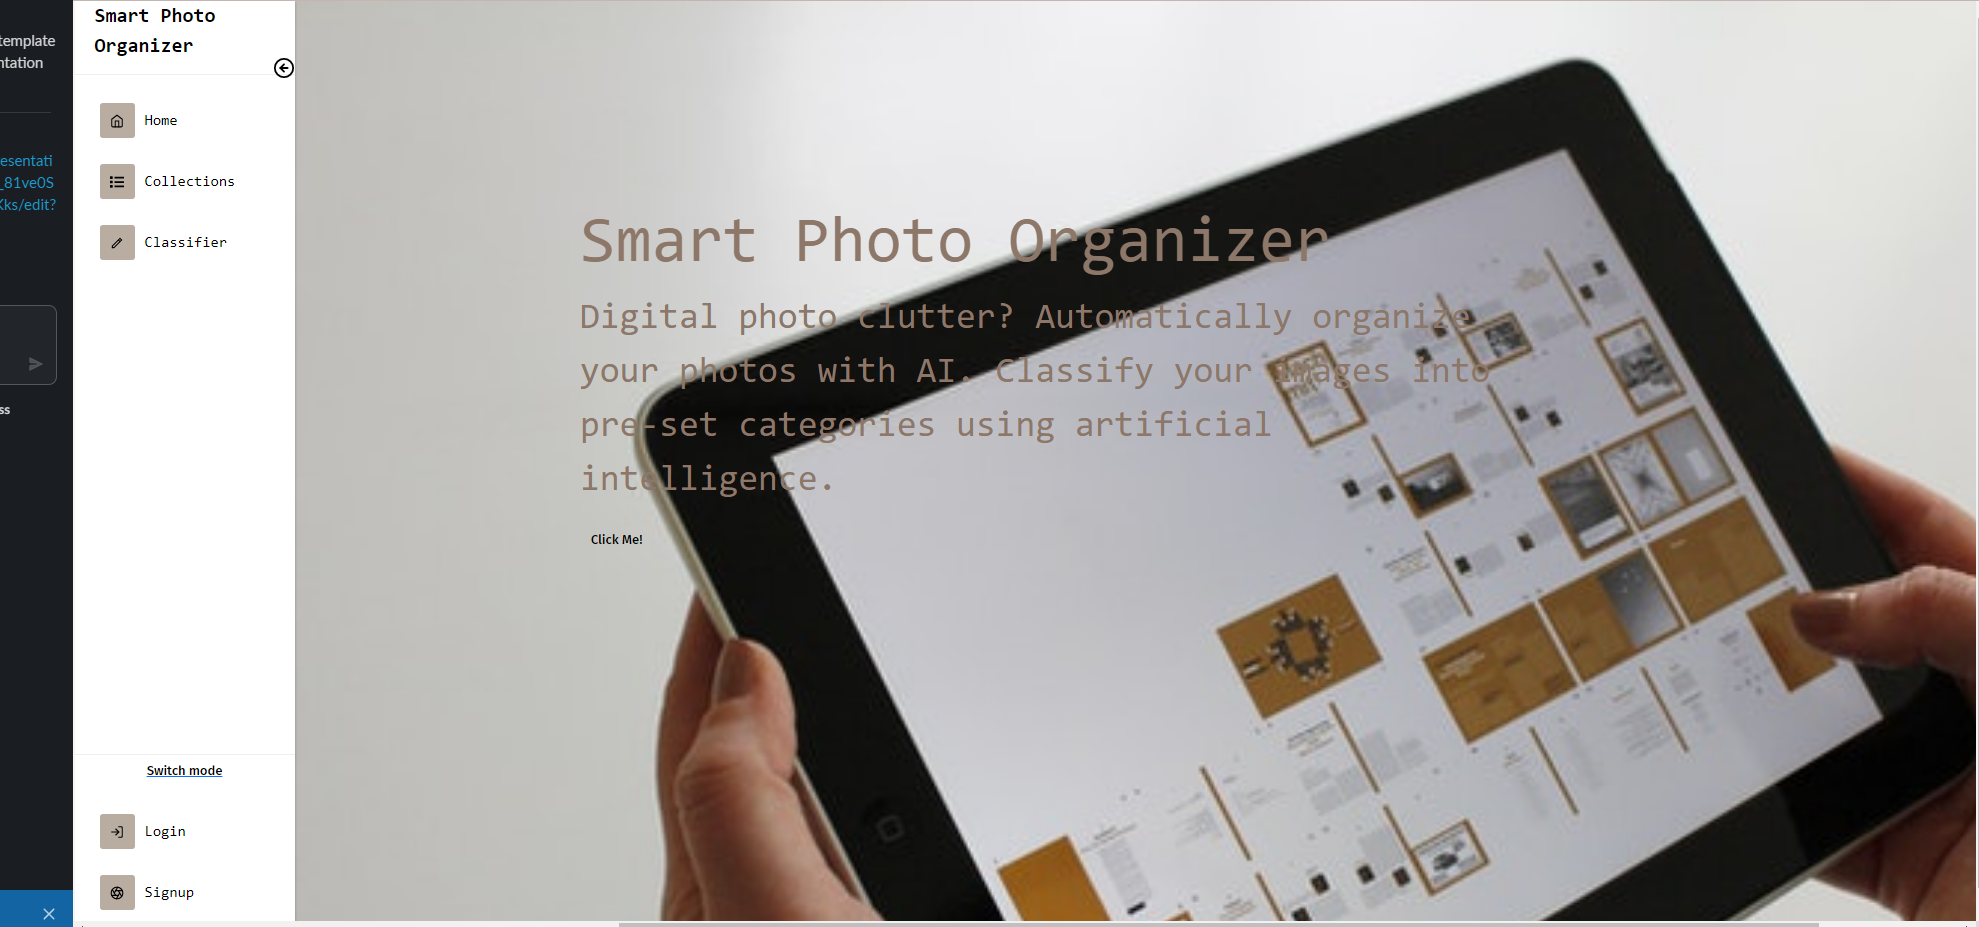 template
ntation
esentati
_81ve0S
Kks/edit?
ss
Smart Photo
Organizer
Home
Collections
Classifier
Switch mode
Login
Signup
Smart Photo Organizer
Digital photo clutter? Automatically organize
your photos with AI. Classify your images into
pre-set categories using artificial
intelligence.
Click Me!